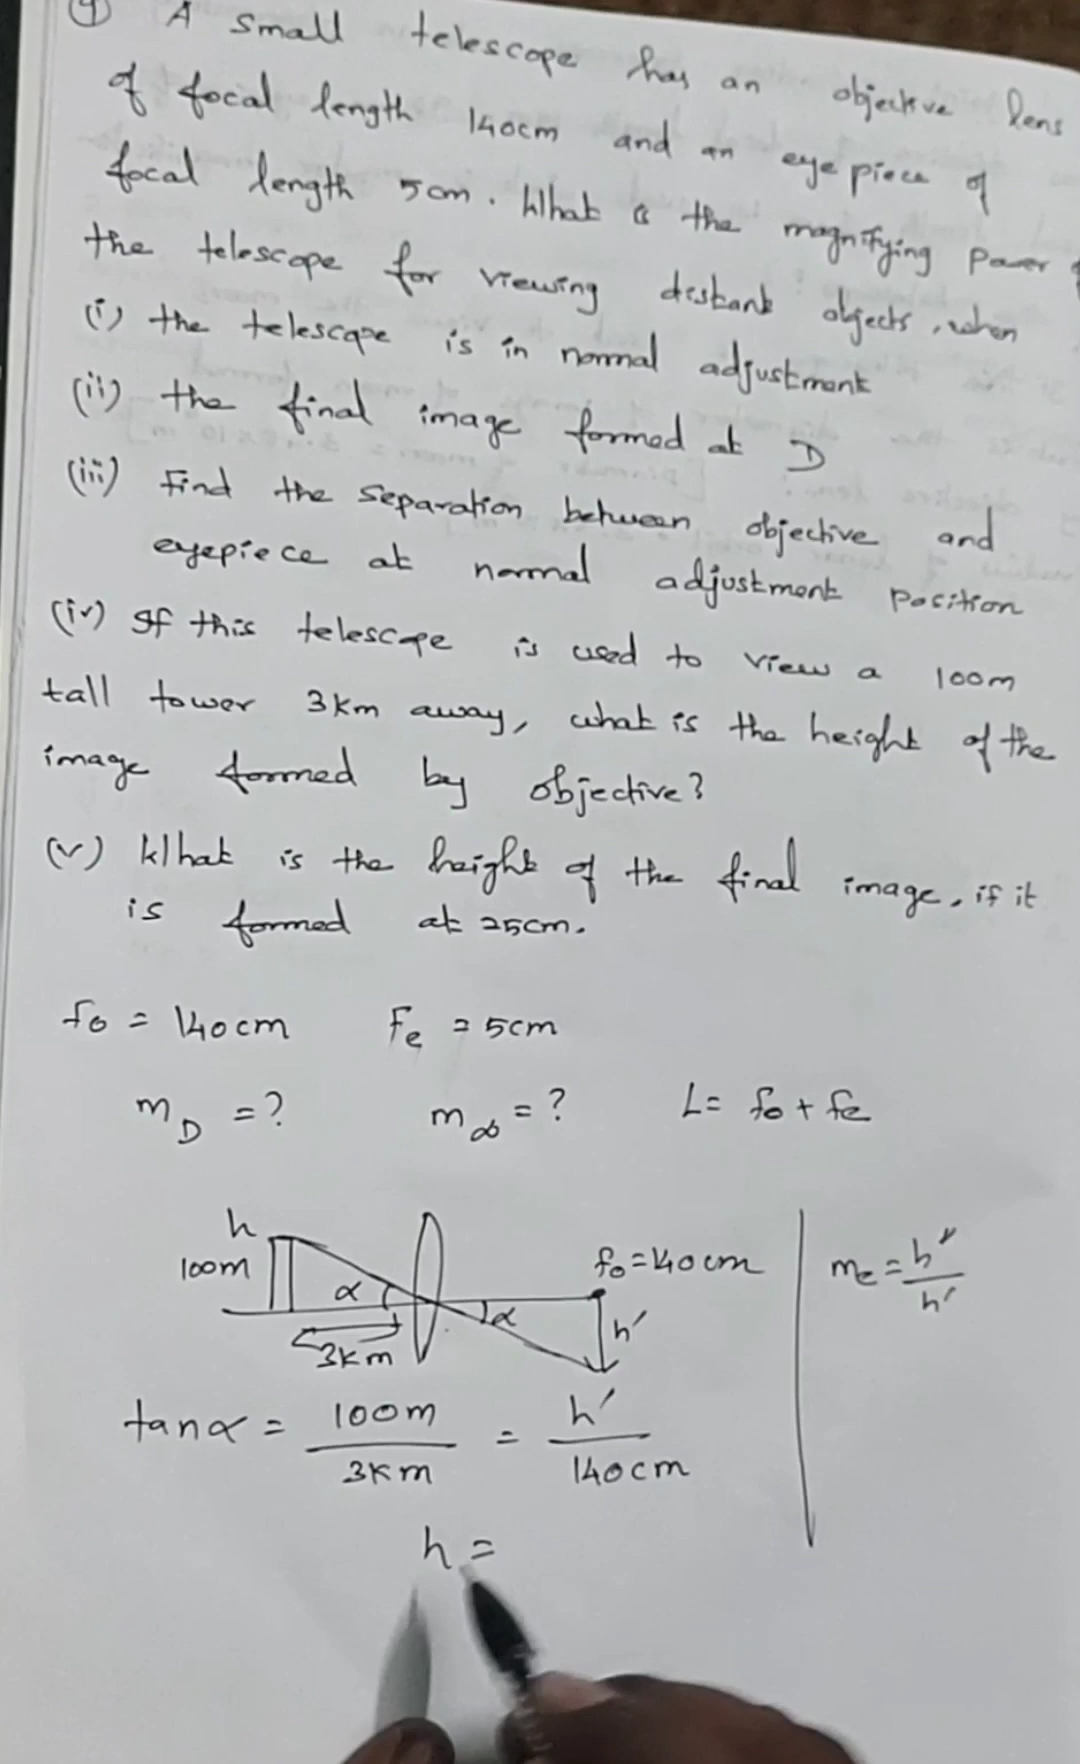 ④ A small telescope has an objective lens
of focal length 140cm and an eyepiece of
focal length 5cm. What is the magnifying power
the telescope for viewing distant objects, when
(i) the telescope is in normal adjustment
(ii) the final image formed at D
(iii) Find the separation between objective and
eyepiece at normal adjustment position
(iv) If this telescope is used to view a 100m
tall tower 3km away, what is the height of the
image formed by objective?
(v) What is the height of the final image, if it
is formed at 25cm.
fo = 140cm Fe = 5cm
m_D = ? m_∞ = ? L = fo + fe
h
100m α 3km α fo = 140cm h′
me = h″/h′
tanα = 100m/3km = h′/140cm
h =